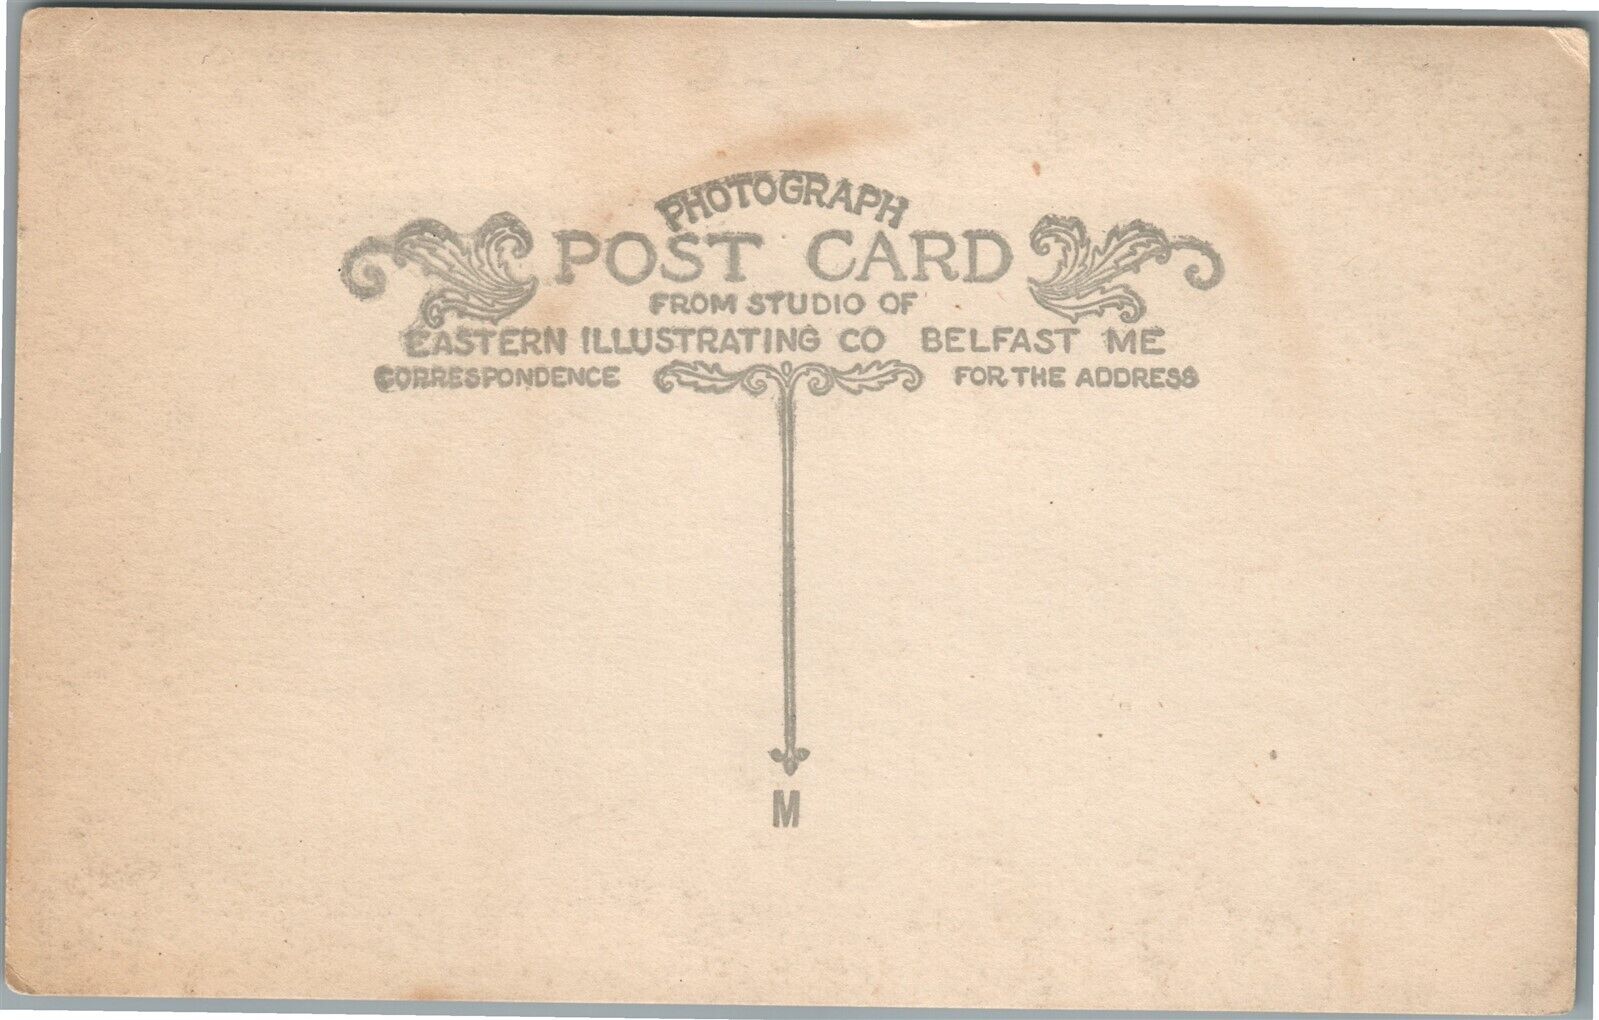 PHOTOGRAPH
POST CARD
FROM STUDIO OF
EASTERN ILLUSTRATING CO BELFAST ME
CORRESPONDENCE FOR THE ADDRESS
M